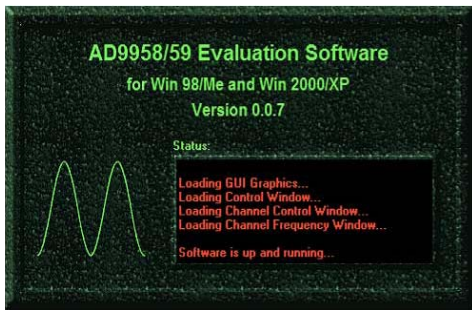 AD9958/59 Evaluation Software
for Win 98/Me and Win 2000/XP
Version 0.0.7
Status:
Loading GUI Graphics...
Loading Control Window...
Loading Channel Control Window...
Loading Channel Frequency Window...
Software is up and running...